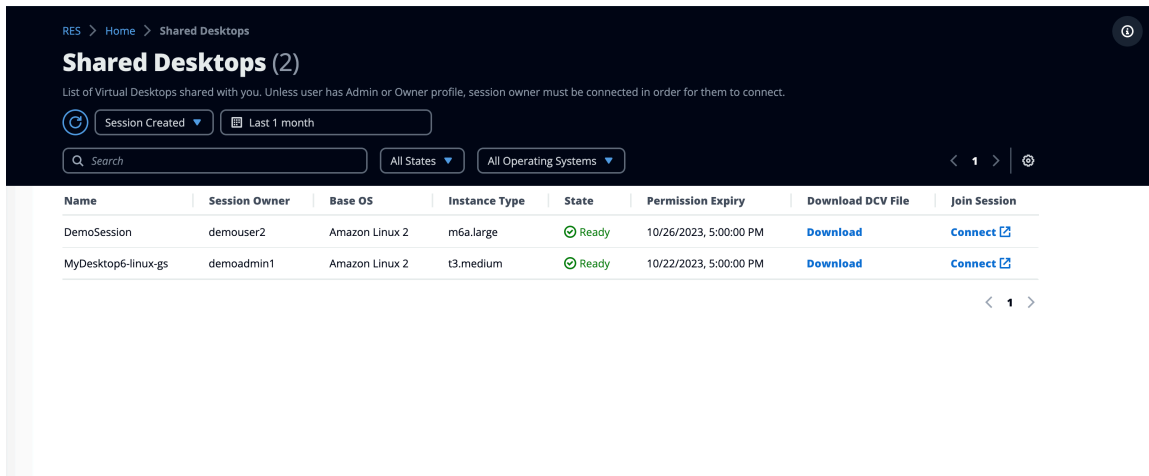 RES > Home > Shared Desktops
Shared Desktops (2)
List of Virtual Desktops shared with you. Unless user has Admin or Owner profile, session owner must be connected in order for them to connect.
Session Created Last 1 month
Search All States All Operating Systems < 1 >
Name Session Owner Base OS Instance Type State Permission Expiry Download DCV File Join Session
DemoSession demouser2 Amazon Linux 2 m6a.large Ready 10/26/2023, 5:00:00 PM Download Connect
MyDesktop6-linux-gs demoadmin1 Amazon Linux 2 t3.medium Ready 10/22/2023, 5:00:00 PM Download Connect
< 1 >